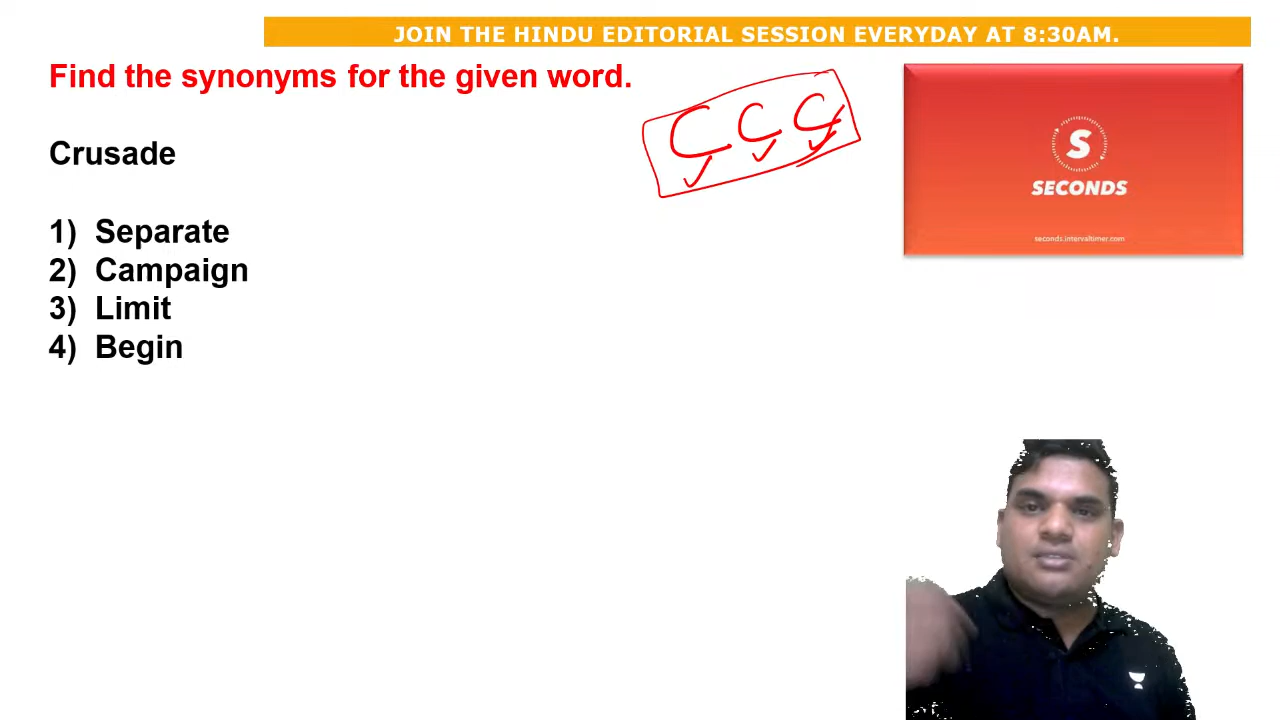 JOIN THE HINDU EDITORIAL SESSION EVERYDAY AT 8:30AM.
Find the synonyms for the given word.
C C C
S
SECONDS
seconds.intervaltimer.com
Crusade
1) Separate
2) Campaign
3) Limit
4) Begin